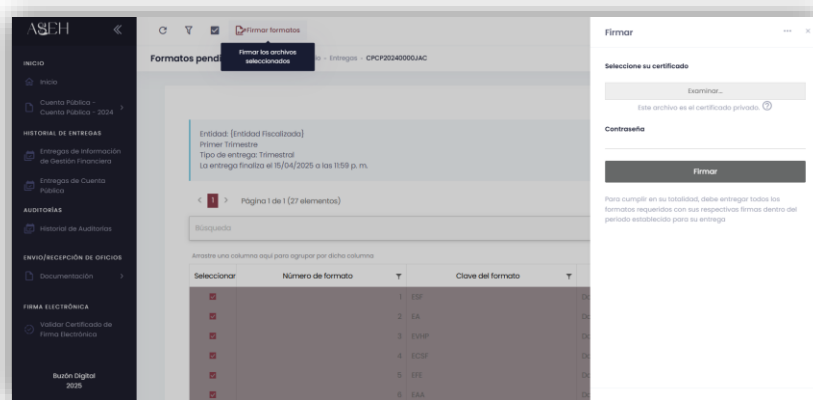 ASEH
INICIO
Inicio
Cuenta Pública -
Cuenta Pública - 2024
HISTORIAL DE ENTREGAS
Entregas de Información
de Gestión Financiera
Entregas de Cuenta
Pública
AUDITORÍAS
Historial de Auditorías
ENVIO/RECEPCIÓN DE OFICIOS
Documentación
FIRMA ELECTRÓNICA
Validar Certificado de
Firma Electrónica
Buzón Digital
2025
Firmar formatos
Firmar los archivos
seleccionados
Formatos pendi
- Entregas - CPCP20240000JAC
Entidad: [Entidad Fiscalizada]
Primer Trimestre
Tipo de entrega: Trimestral
La entrega finaliza el 15/04/2025 a las 11:59 p. m.
1
Página 1 de 1 (27 elementos)
Búsqueda
Arrastre una columna aquí para agrupar por dicha columna
Seleccionar Número de formato Clave del formato
1 ESF
2 EA
3 EVHP
4 ECSF
5 EFE
6 EAA
Firmar
Seleccione su certificado
Examinar...
Este archivo es el certificado privado.
Contraseña
Firmar
Para cumplir en su totalidad, debe entregar todos los
formatos requeridos con sus respectivas firmas dentro del
período establecido para su entrega